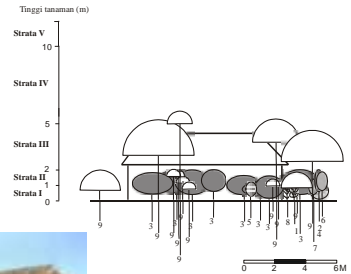 Tinggi tanaman (m)
Strata V
10
Strata IV
5
Strata III
2
Strata II
1
Strata I
0
9 3 9 3 3 3 5 3 3 8 9 6
9 9 1 2
9 9 3 4
9 7
0 2 4 6M